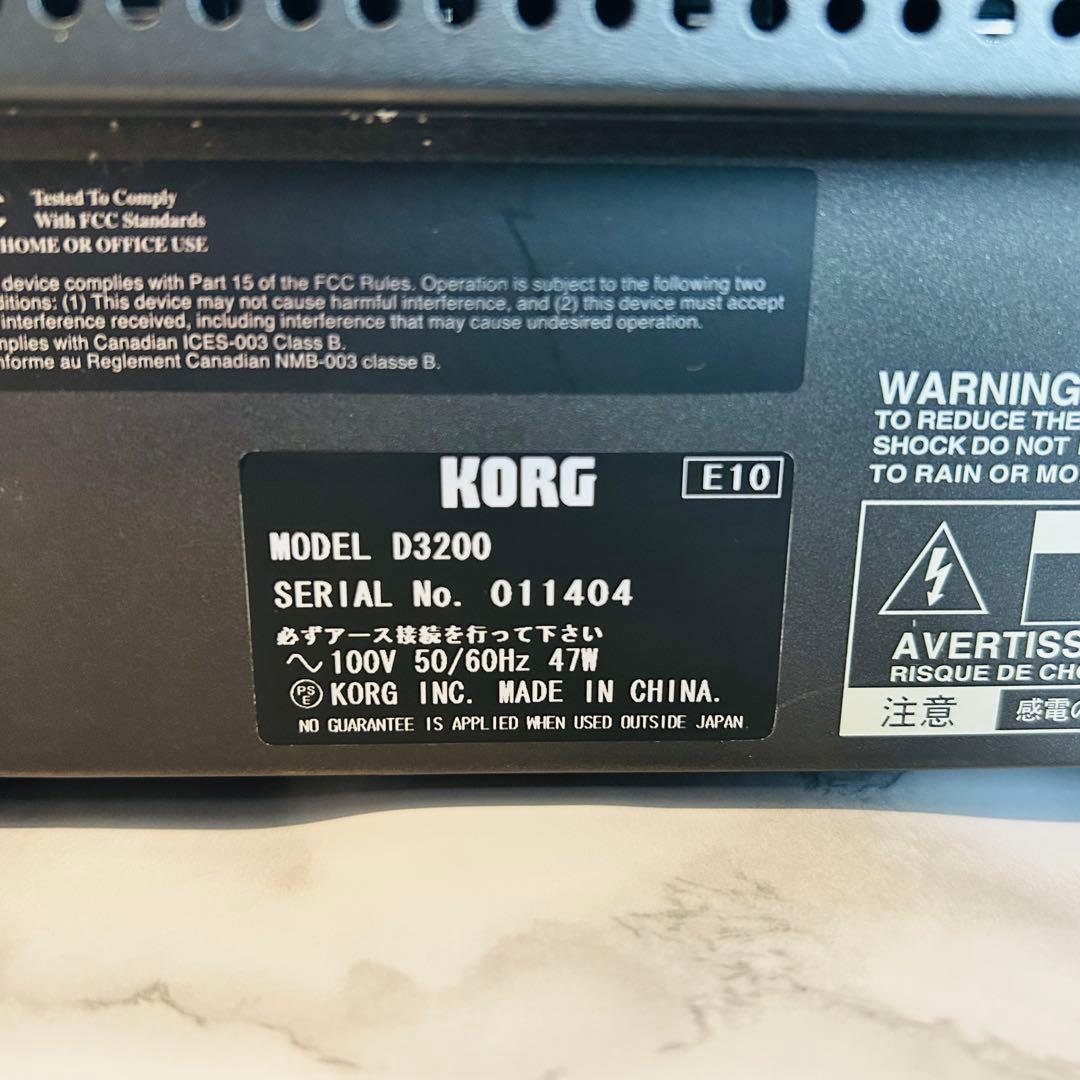 Tested To Comply
With FCC Standards
HOME OR OFFICE USE
device complies with Part 15 of the FCC Rules. Operation is subject to the following two
ditions: (1) This device may not cause harmful interference, and (2) this device must accept
interference received, including interference that may cause undesired operation.
mplies with Canadian ICES-003 Class B.
nforme au Reglement Canadian NMB-003 classe B.
KORG E10
MODEL D3200
SERIAL No. 011404
必ずアース接続を行って下さい
~ 100V 50/60Hz 47W
PSE KORG INC. MADE IN CHINA.
NO GUARANTEE IS APPLIED WHEN USED OUTSIDE JAPAN.
WARNING
TO REDUCE THE
SHOCK DO NOT
TO RAIN OR MO
AVERTISS
RISQUE DE CHO
注意 感電の